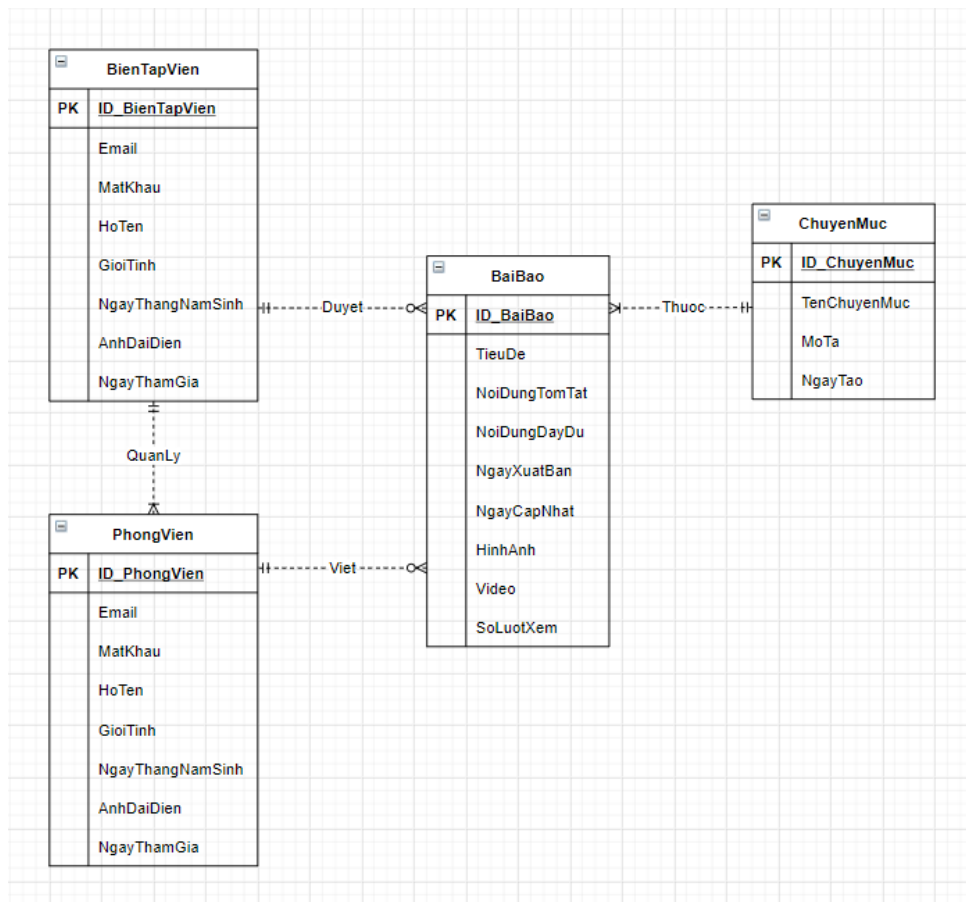 BienTapVien
PK ID_BienTapVien
Email
MatKhau
HoTen
GioiTinh
NgayThangNamSinh
AnhDaiDien
NgayThamGia
Duyet
QuanLy
PhongVien
PK ID_PhongVien
Email
MatKhau
HoTen
GioiTinh
NgayThangNamSinh
AnhDaiDien
NgayThamGia
Viet
BaiBao
PK ID_BaiBao
TieuDe
NoiDungTomTat
NoiDungDayDu
NgayXuatBan
NgayCapNhat
HinhAnh
Video
SoLuotXem
Thuoc
ChuyenMuc
PK ID_ChuyenMuc
TenChuyenMuc
MoTa
NgayTao